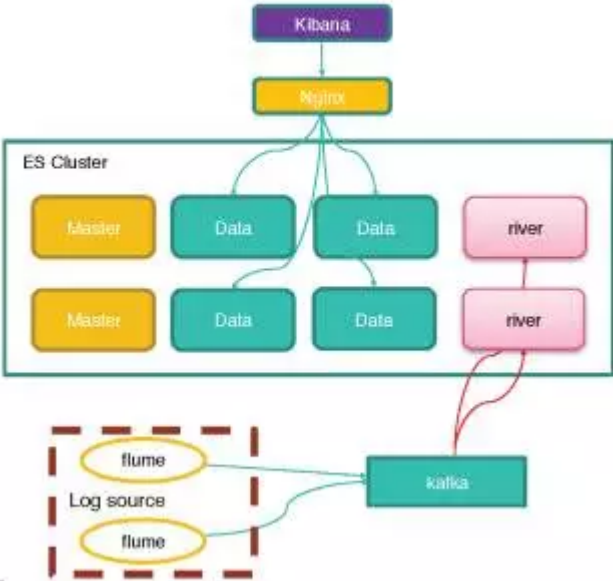 Kibana
Nginx
ES Cluster
Master
Data
Data
river
Master
Data
Data
river
flume
Log source
kafka
flume